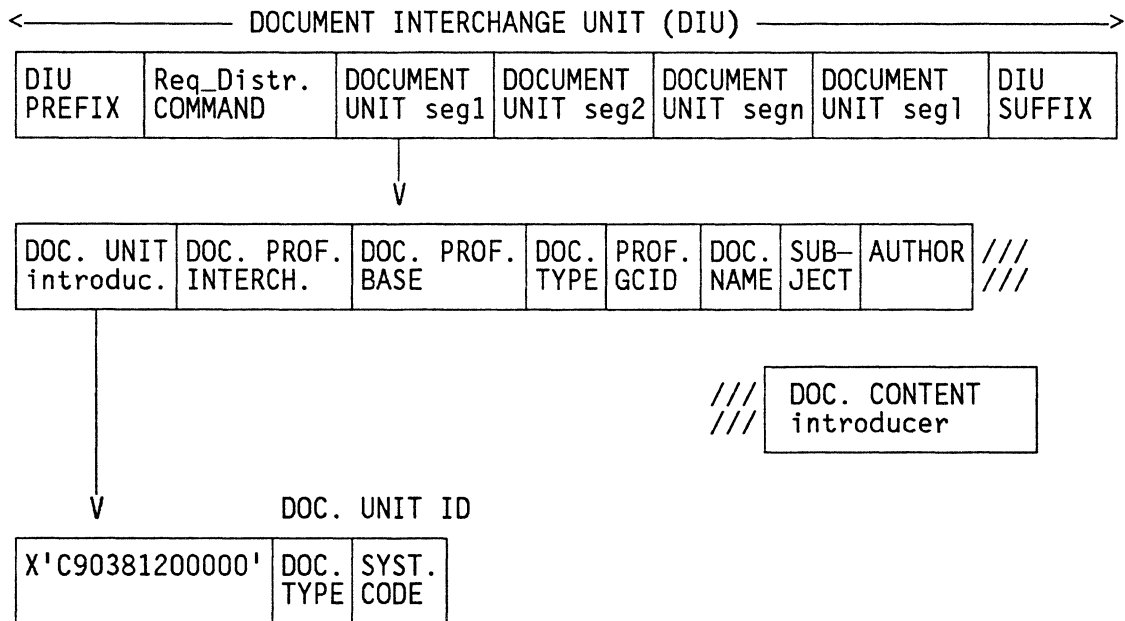 <———— DOCUMENT INTERCHANGE UNIT (DIU) ————>
DIU Req_Distr. DOCUMENT DOCUMENT DOCUMENT DOCUMENT DIU
PREFIX COMMAND UNIT seg1 UNIT seg2 UNIT segn UNIT segl SUFFIX
V
DOC. UNIT DOC. PROF. DOC. PROF. DOC. PROF. DOC. SUB— AUTHOR ///
introduc. INTERCH. BASE TYPE GCID NAME JECT ///
/// DOC. CONTENT
/// introducer
V DOC. UNIT ID
X'C90381200000' DOC. SYST.
TYPE CODE